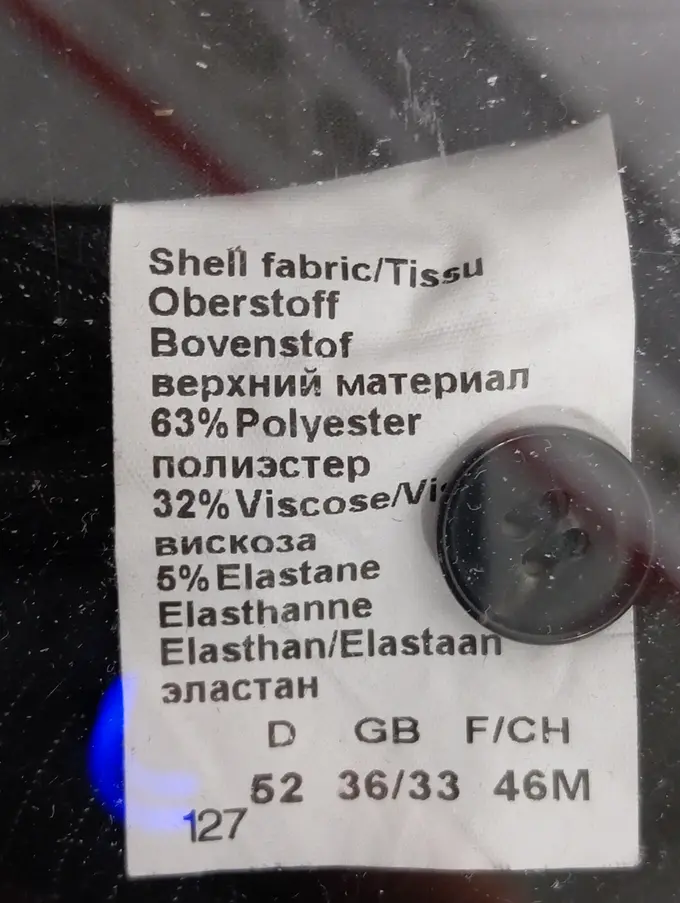 Shell fabric/Tissu
Oberstoff
Bovenstof
верхний материал
63% Polyester
полиэстер
32% Viscose/
вискоза
5% Elastane
Elasthanne
Elasthan/Elastaan
эластан
D GB F/CH
52 36/33 46M
127